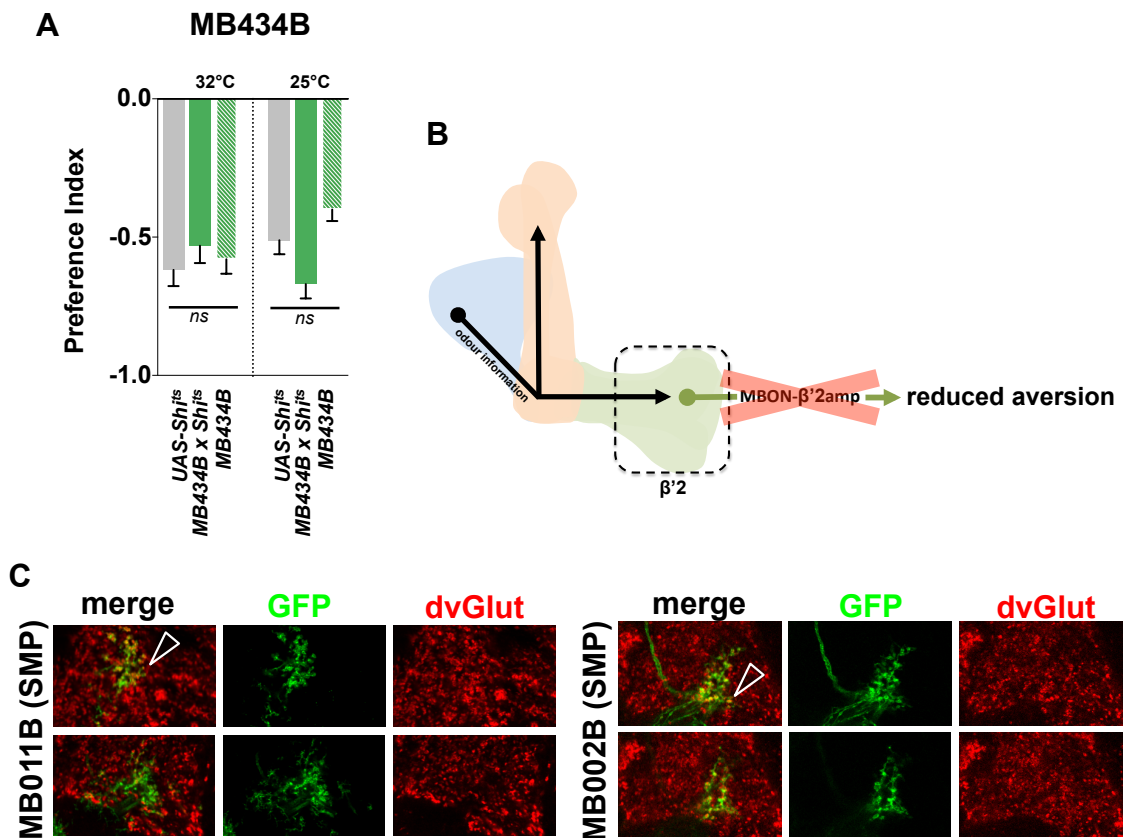 A
MB434B
32°C
25°C
0.0
-0.5
-1.0
Preference Index
ns
ns
UAS-Shi^ts
MB434B x Shi^ts
MB434B
UAS-Shi^ts
MB434B x Shi^ts
MB434B
B
odour information
MBON-β'2amp
reduced aversion
β'2
C
merge
GFP
dvGlut
MB011B (SMP)
merge
GFP
dvGlut
MB002B (SMP)